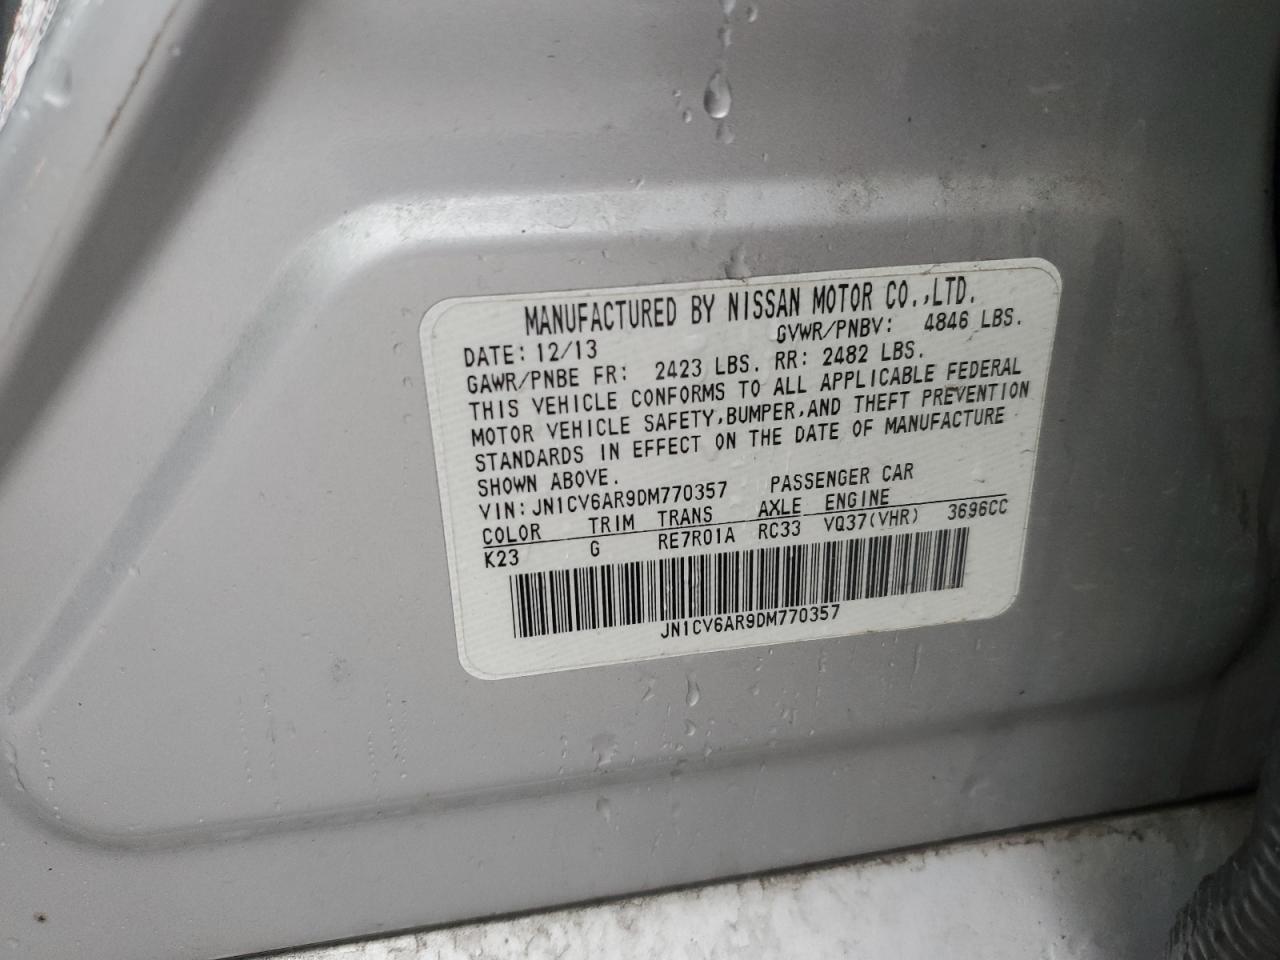 MANUFACTURED BY NISSAN MOTOR CO.,LTD.
DATE: 12/13 GVWR/PNBV: 4846 LBS.
GAWR/PNBE FR: 2423 LBS. RR: 2482 LBS.
THIS VEHICLE CONFORMS TO ALL APPLICABLE FEDERAL
MOTOR VEHICLE SAFETY,BUMPER,AND THEFT PREVENTION
STANDARDS IN EFFECT ON THE DATE OF MANUFACTURE
SHOWN ABOVE.
VIN: JN1CV6AR9DM770357 PASSENGER CAR
COLOR TRIM TRANS AXLE ENGINE
K23 G RE7R01A RC33 VQ37(VHR) 3696CC
JN1CV6AR9DM770357